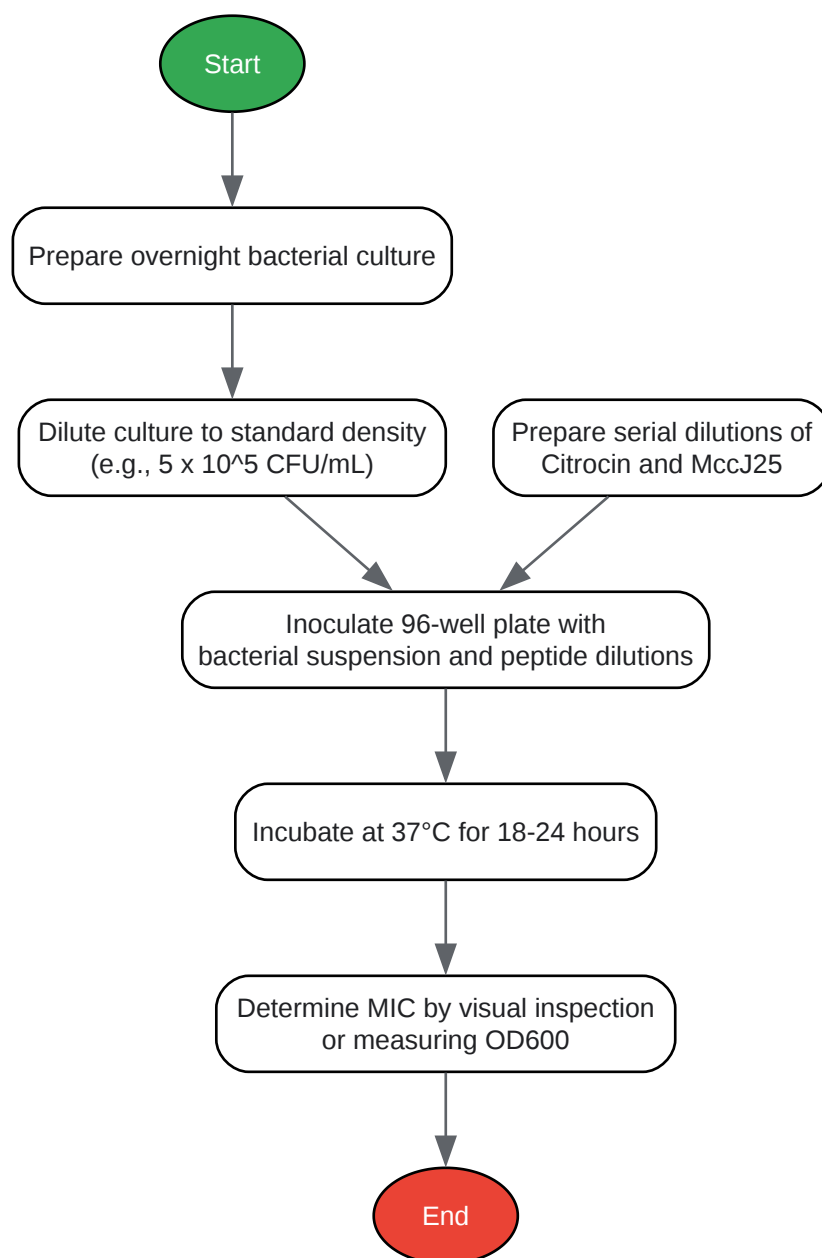 Start
Prepare overnight bacterial culture
Dilute culture to standard density
(e.g., 5 x 10^5 CFU/mL)
Prepare serial dilutions of
Citrocin and MccJ25
Inoculate 96-well plate with
bacterial suspension and peptide dilutions
Incubate at 37°C for 18-24 hours
Determine MIC by visual inspection
or measuring OD600
End